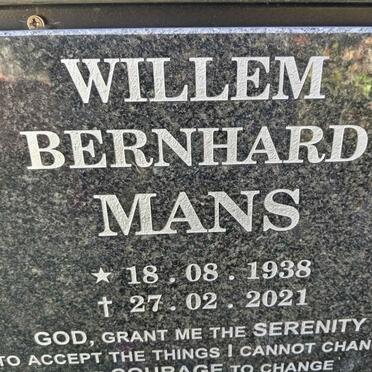 WILLEM
BERNHARD
MANS
★ 18 . 08 . 1938
† 27 . 02 . 2021
GOD, GRANT ME THE SERENITY
TO ACCEPT THE THINGS I CANNOT CHAN
COURAGE TO CHANGE